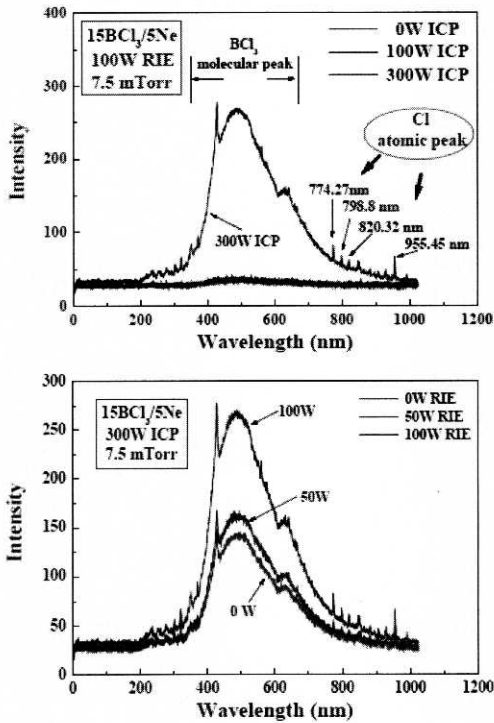 400
300
200
100
0
Intensity
15BCl3/5Ne
100W RIE
7.5 mTorr
BCl3
molecular peak
0W ICP
100W ICP
300W ICP
Cl
atomic peak
774.27nm
798.8 nm
820.32 nm
955.45 nm
300W ICP
0 200 400 600 800 1000 1200
Wavelength (nm)
300
250
200
150
100
50
0
Intensity
15BCl3/5Ne
300W ICP
7.5 mTorr
0W RIE
50W RIE
100W RIE
100W
50W
0 W
0 200 400 600 800 1000 1200
Wavelength (nm)